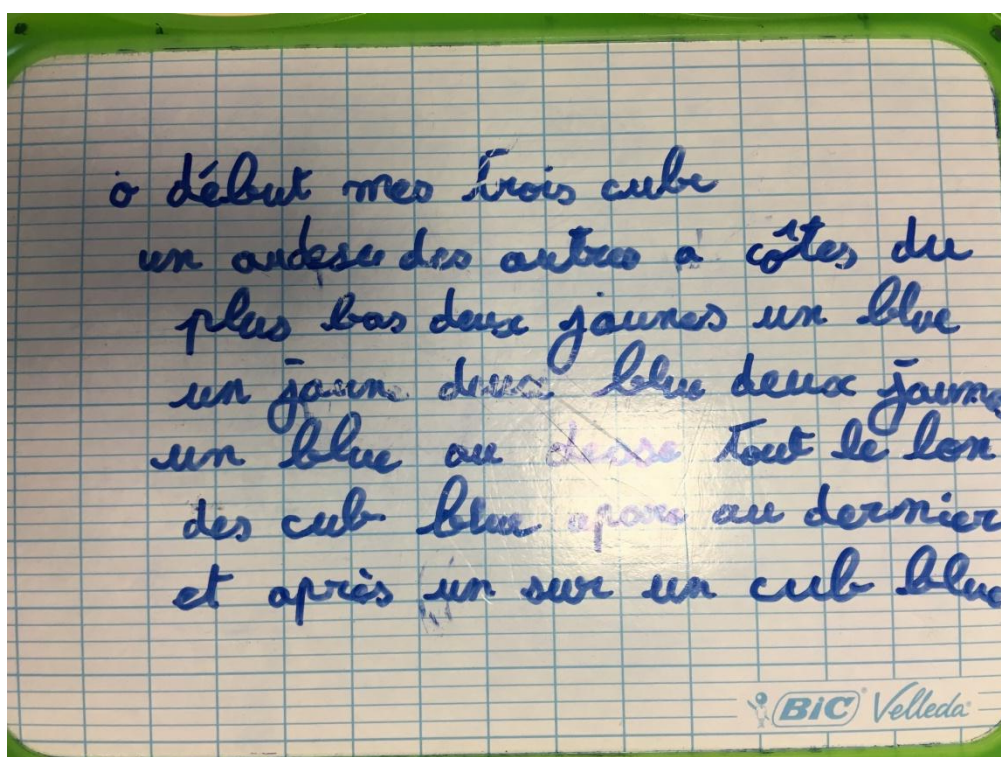 o début mes trois cube
un audesu des autres a côtes du
plus bas deux jaunes un blue
un jaune deux blue deux jaune
un blue au desse tout le lon
des cub blue apars au dernier
et après un sur un cub blue
BIC Velleda